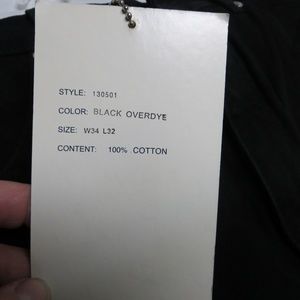 STYLE: 130501
COLOR: BLACK OVERDYE
SIZE: W34 L32
CONTENT: 100% COTTON